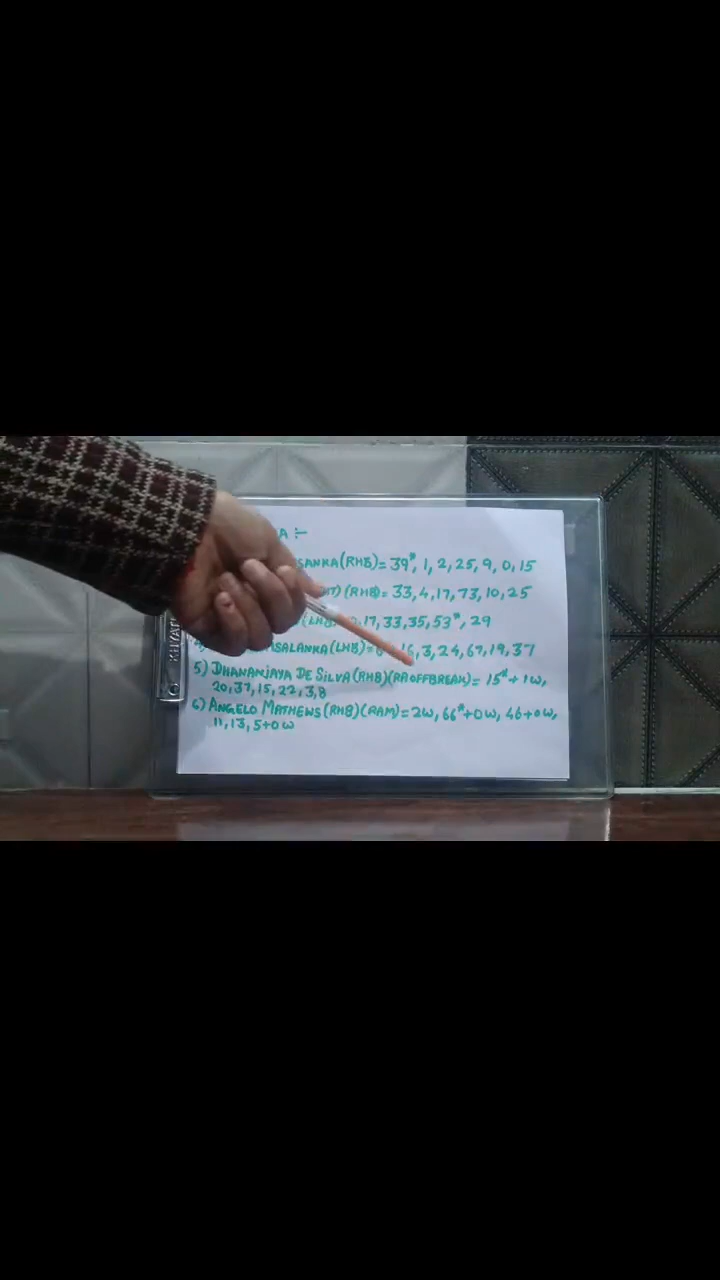 A :-
SANKA (RHB) = 39*, 1, 2, 25, 9, 0, 15
(RHB) = 33, 4, 17, 73, 10, 25
(LHB) 17, 33, 35, 53*, 29
ASALANKA (LHB) = 3, 24, 67, 19, 37
5) DHANANJAYA DE SILVA (RHB) (RA OFFBREAK) = 15* + 1W,
20, 37, 15, 22, 3, 8
6) ANGELO MATHEWS (RHB) (RAM) = 2W, 66* + 0W, 46 + 0W,
11, 13, 5 + 0W